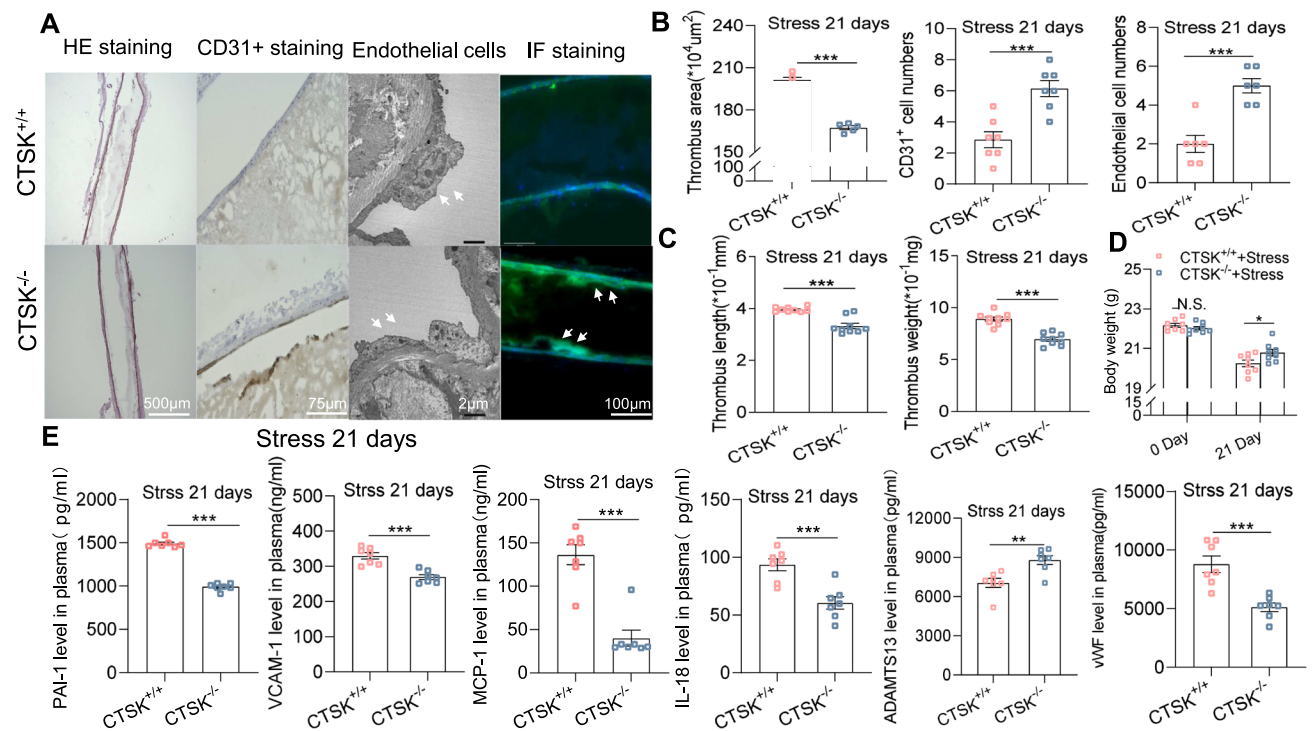 A
HE staining
CD31+ staining
Endothelial cells
IF staining
CTSK+/+
CTSK-/-
500μm
75μm
2μm
100μm
B
Stress 21 days
Thrombus area(*10⁴um²)
240
210
180
150
100
0
***
CTSK+/+
CTSK-/-
Stress 21 days
CD31+ cell numbers
10
8
6
4
2
0
***
CTSK+/+
CTSK-/-
Stress 21 days
Endothelial cell numbers
8
6
4
2
0
***
CTSK+/+
CTSK-/-
C
Stress 21 days
Thrombus length(*10⁻¹mm)
6
4
2
0
***
CTSK+/+
CTSK-/-
Stress 21 days
Thrombus weight(*10⁻¹mg)
15
10
5
0
***
CTSK+/+
CTSK-/-
D
CTSK+/++Stress
CTSK-/-+Stress
Body weight (g)
25
23
21
19
15
0
N.S.
*
0 Day
21 Day
E
Stress 21 days
Strss 21 days
PAI-1 level in plasma( pg/ml)
2000
1500
1000
500
0
***
CTSK+/+
CTSK-/-
Strss 21 days
VCAM-1 level in plasma(ng/ml)
500
400
300
200
100
0
***
CTSK+/+
CTSK-/-
Strss 21 days
MCP-1 level in plasma(ng/ml)
200
150
100
50
0
***
CTSK+/+
CTSK-/-
Strss 21 days
IL-18 level in plasma( pg/ml)
150
100
50
0
***
CTSK+/+
CTSK-/-
Strss 21 days
ADAMTS13 level in plasma(pg/ml)
12000
9000
6000
3000
0
**
CTSK+/+
CTSK-/-
Strss 21 days
vWF level in plasma(pg/ml)
15000
10000
5000
0
***
CTSK+/+
CTSK-/-